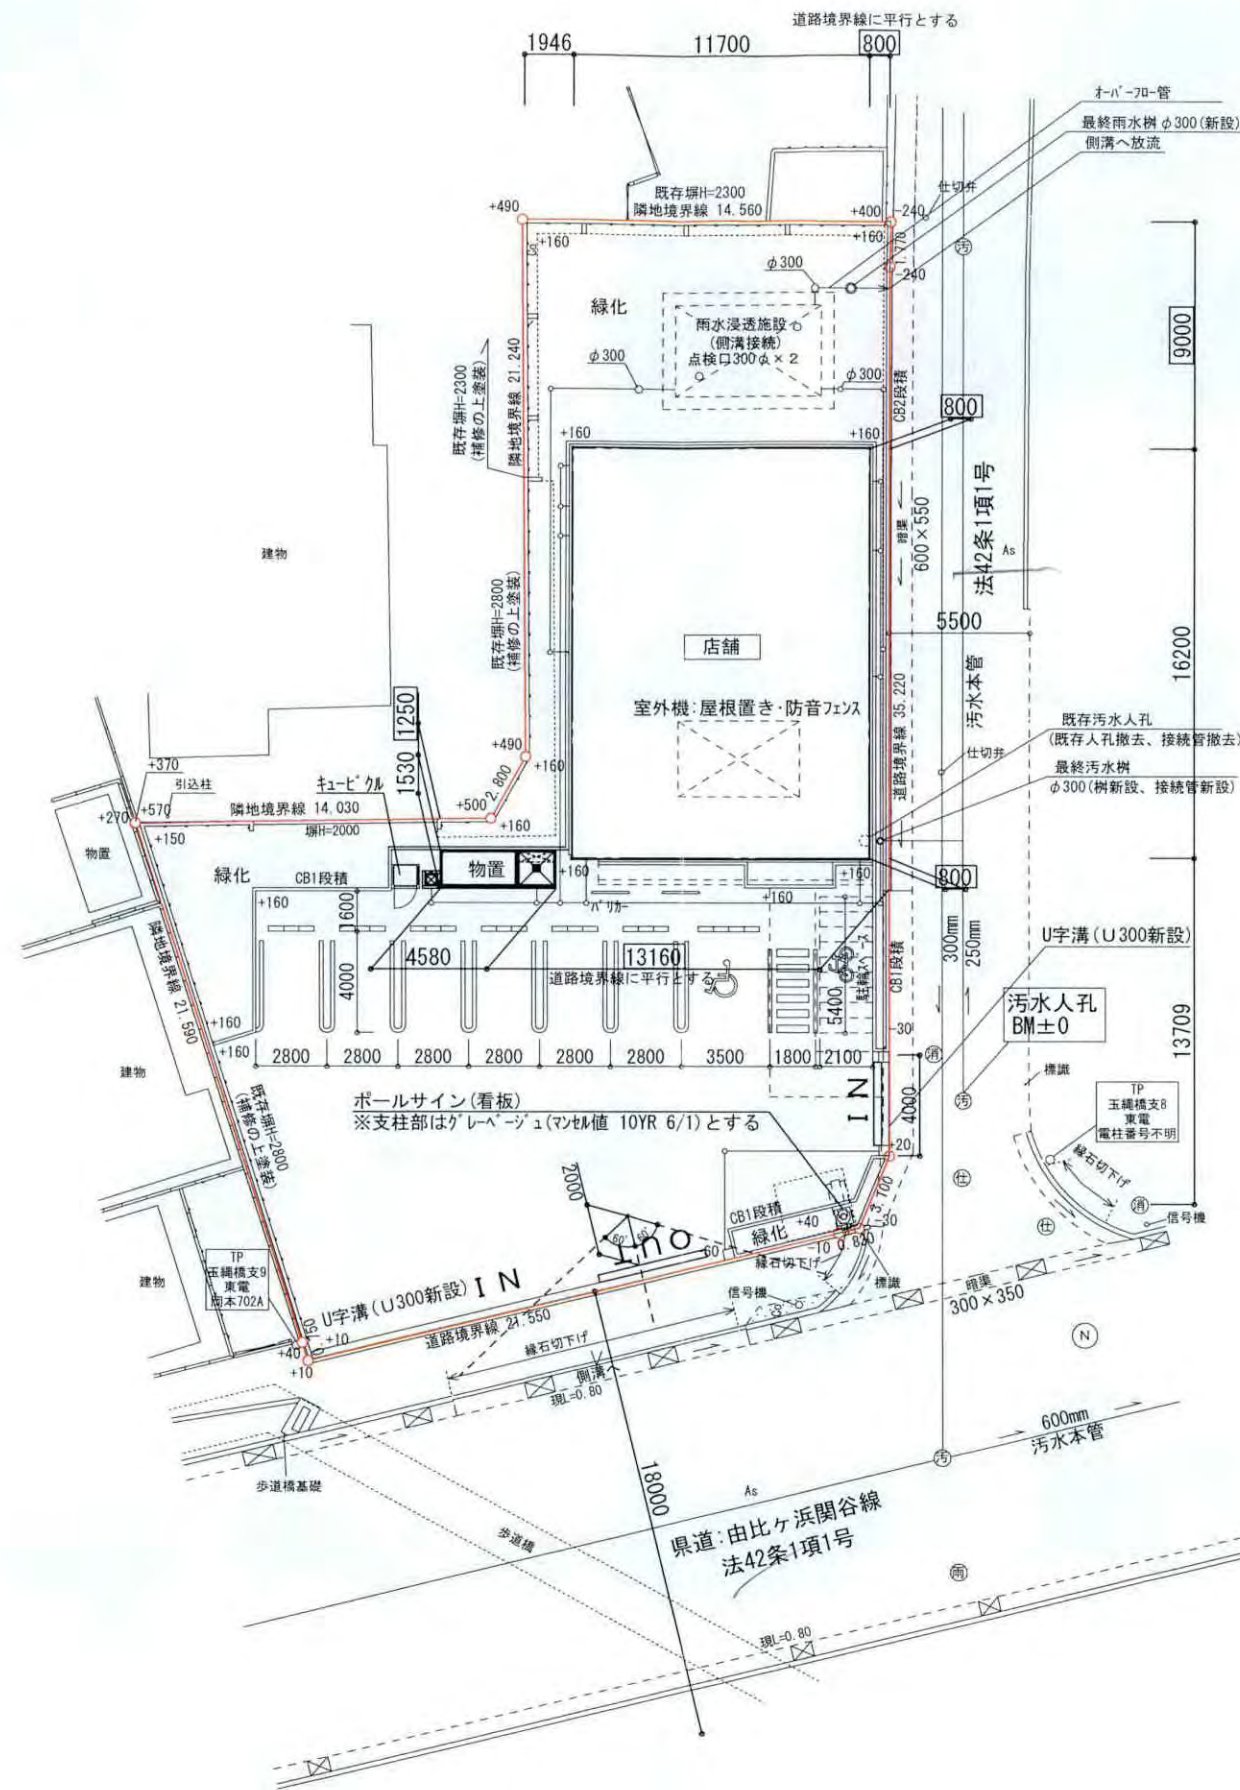 道路境界線に平行とする
1946
11700
800
オーバーフロー管
最終雨水桝φ300(新設)
側溝へ放流
既存塀H=2300
隣地境界線 14.560
仕切弁
+490
+400
-240
+160
+160
1.770
-240
汚
φ300
緑化
雨水浸透施設
(側溝接続)
点検口300φ×2
φ300
φ300
9000
既存塀H=2300
(補修の上塗装)
隣地境界線 21.240
CB2段積
800
+160
+160
法42条1項1号
暗渠
600×550
As
建物
既存塀H=2800
(補修の上塗装)
5500
店舗
16200
室外機:屋根置き・防音フェンス
道路境界線 35.220
汚水本管
既存汚水人孔
(既存人孔撤去、接続管撤去)
仕切弁
最終汚水桝
φ300(桝新設、接続管新設)
1250
1530
+490
+160
2.800
+370
引込柱
キュービクル
+270
+570
隣地境界線 14.030
+500
塀H=2000
+160
+150
物置
緑化
CB1段積
物置
+160
+160
+160
+160
800
バリカー
1600
4000
4580
13160
道路境界線に平行とする
駐輪スペース
5400
CB1段積
300mm
250mm
U字溝(U300新設)
隣地境界線 21.590
汚水人孔
BM±0
13709
+160
+160
-30
消
2800
2800
2800
2800
2800
2800
3500
1800
2100
標識
建物
IN
4000
汚
TP
玉縄橋支8
東電
電柱番号不明
ポールサイン(看板)
※支柱部はグレーベージュ(マンセル値 10YR 6/1)とする
既存塀H=2800
(補修の上塗装)
+20
縁石切下げ
仕
消
信号機
2000
3.100
CB1段積
+40
-30
緑化
-10
0.820
仕
60°
60°
OUT
60
縁石切下げ
標識
建物
TP
玉縄橋支9
東電
岡本702A
U字溝(U300新設)
IN
信号機
暗渠
300×350
道路境界線 21.550
0.750
+10
+40
+10
縁石切下げ
側溝へ
現L=0.80
N
600mm
汚水本管
汚
歩道橋基礎
18000
As
歩道橋
県道:由比ヶ浜関谷線
法42条1項1号
雨
現L=0.80